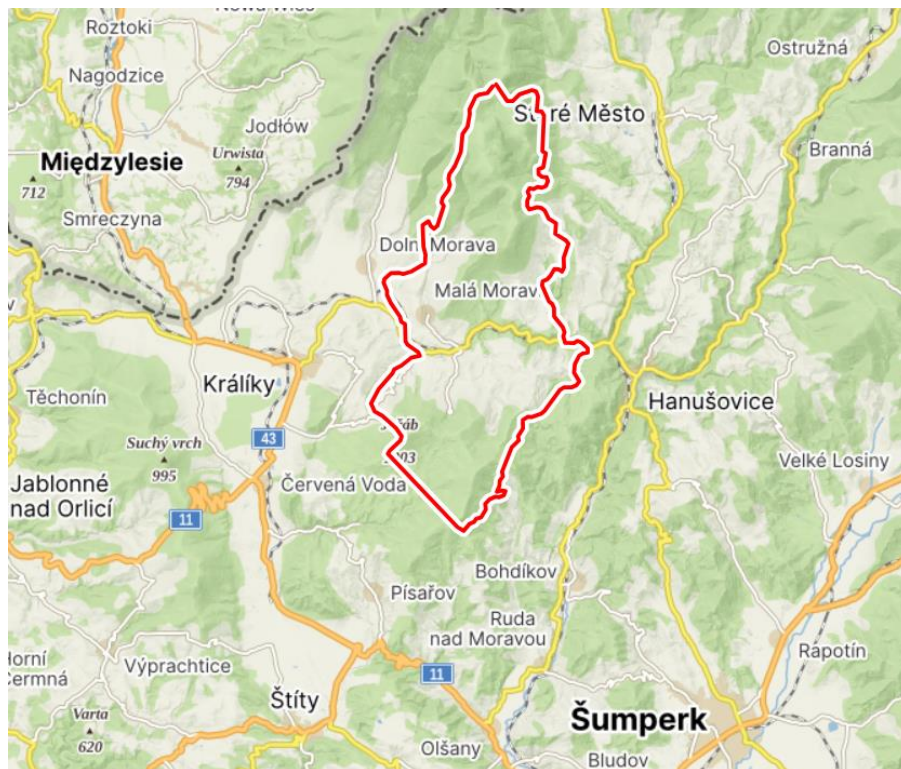 Roztoki
Ostružná
Nagodzice
Staré Město
Jodłów
Międzylesie
Urwista
794
Branná
712
Smreczyna
Dolní Morava
Malá Morava
Králíky
Těchonín
Hanušovice
43
Suchý vrch
995
Velké Losiny
Jablonné
nad Orlicí
Červená Voda
11
Bohdíkov
Písařov
Ruda
nad Moravou
Horní
Čermná
Výprachtice
Rápotín
11
Štíty
Varta
620
Šumperk
Olšany
Bludov